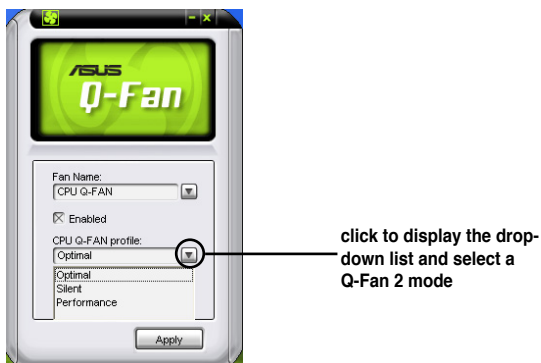 ASUS
Q-Fan
Fan Name:
CPU Q-FAN
Enabled
CPU Q-FAN profile:
Optimal
Optimal
Silent
Performance
Apply
click to display the drop-
down list and select a
Q-Fan 2 mode